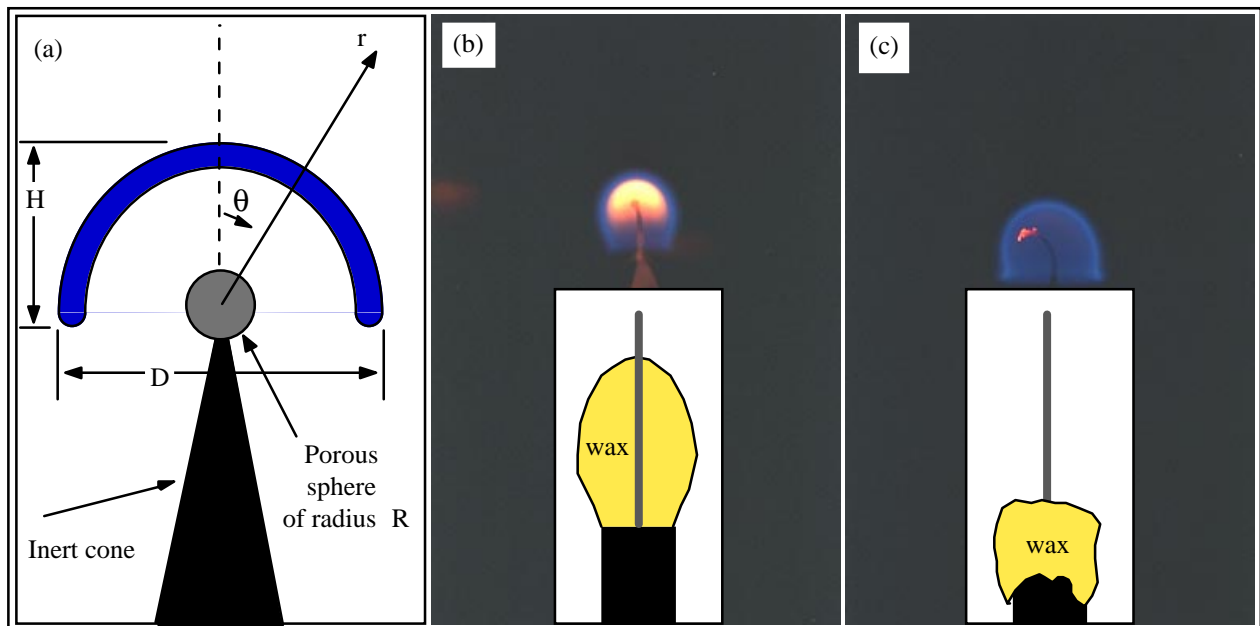 (a)
r
H
θ
D
Porous
sphere
of radius R
Inert cone
(b)
wax
(c)
wax